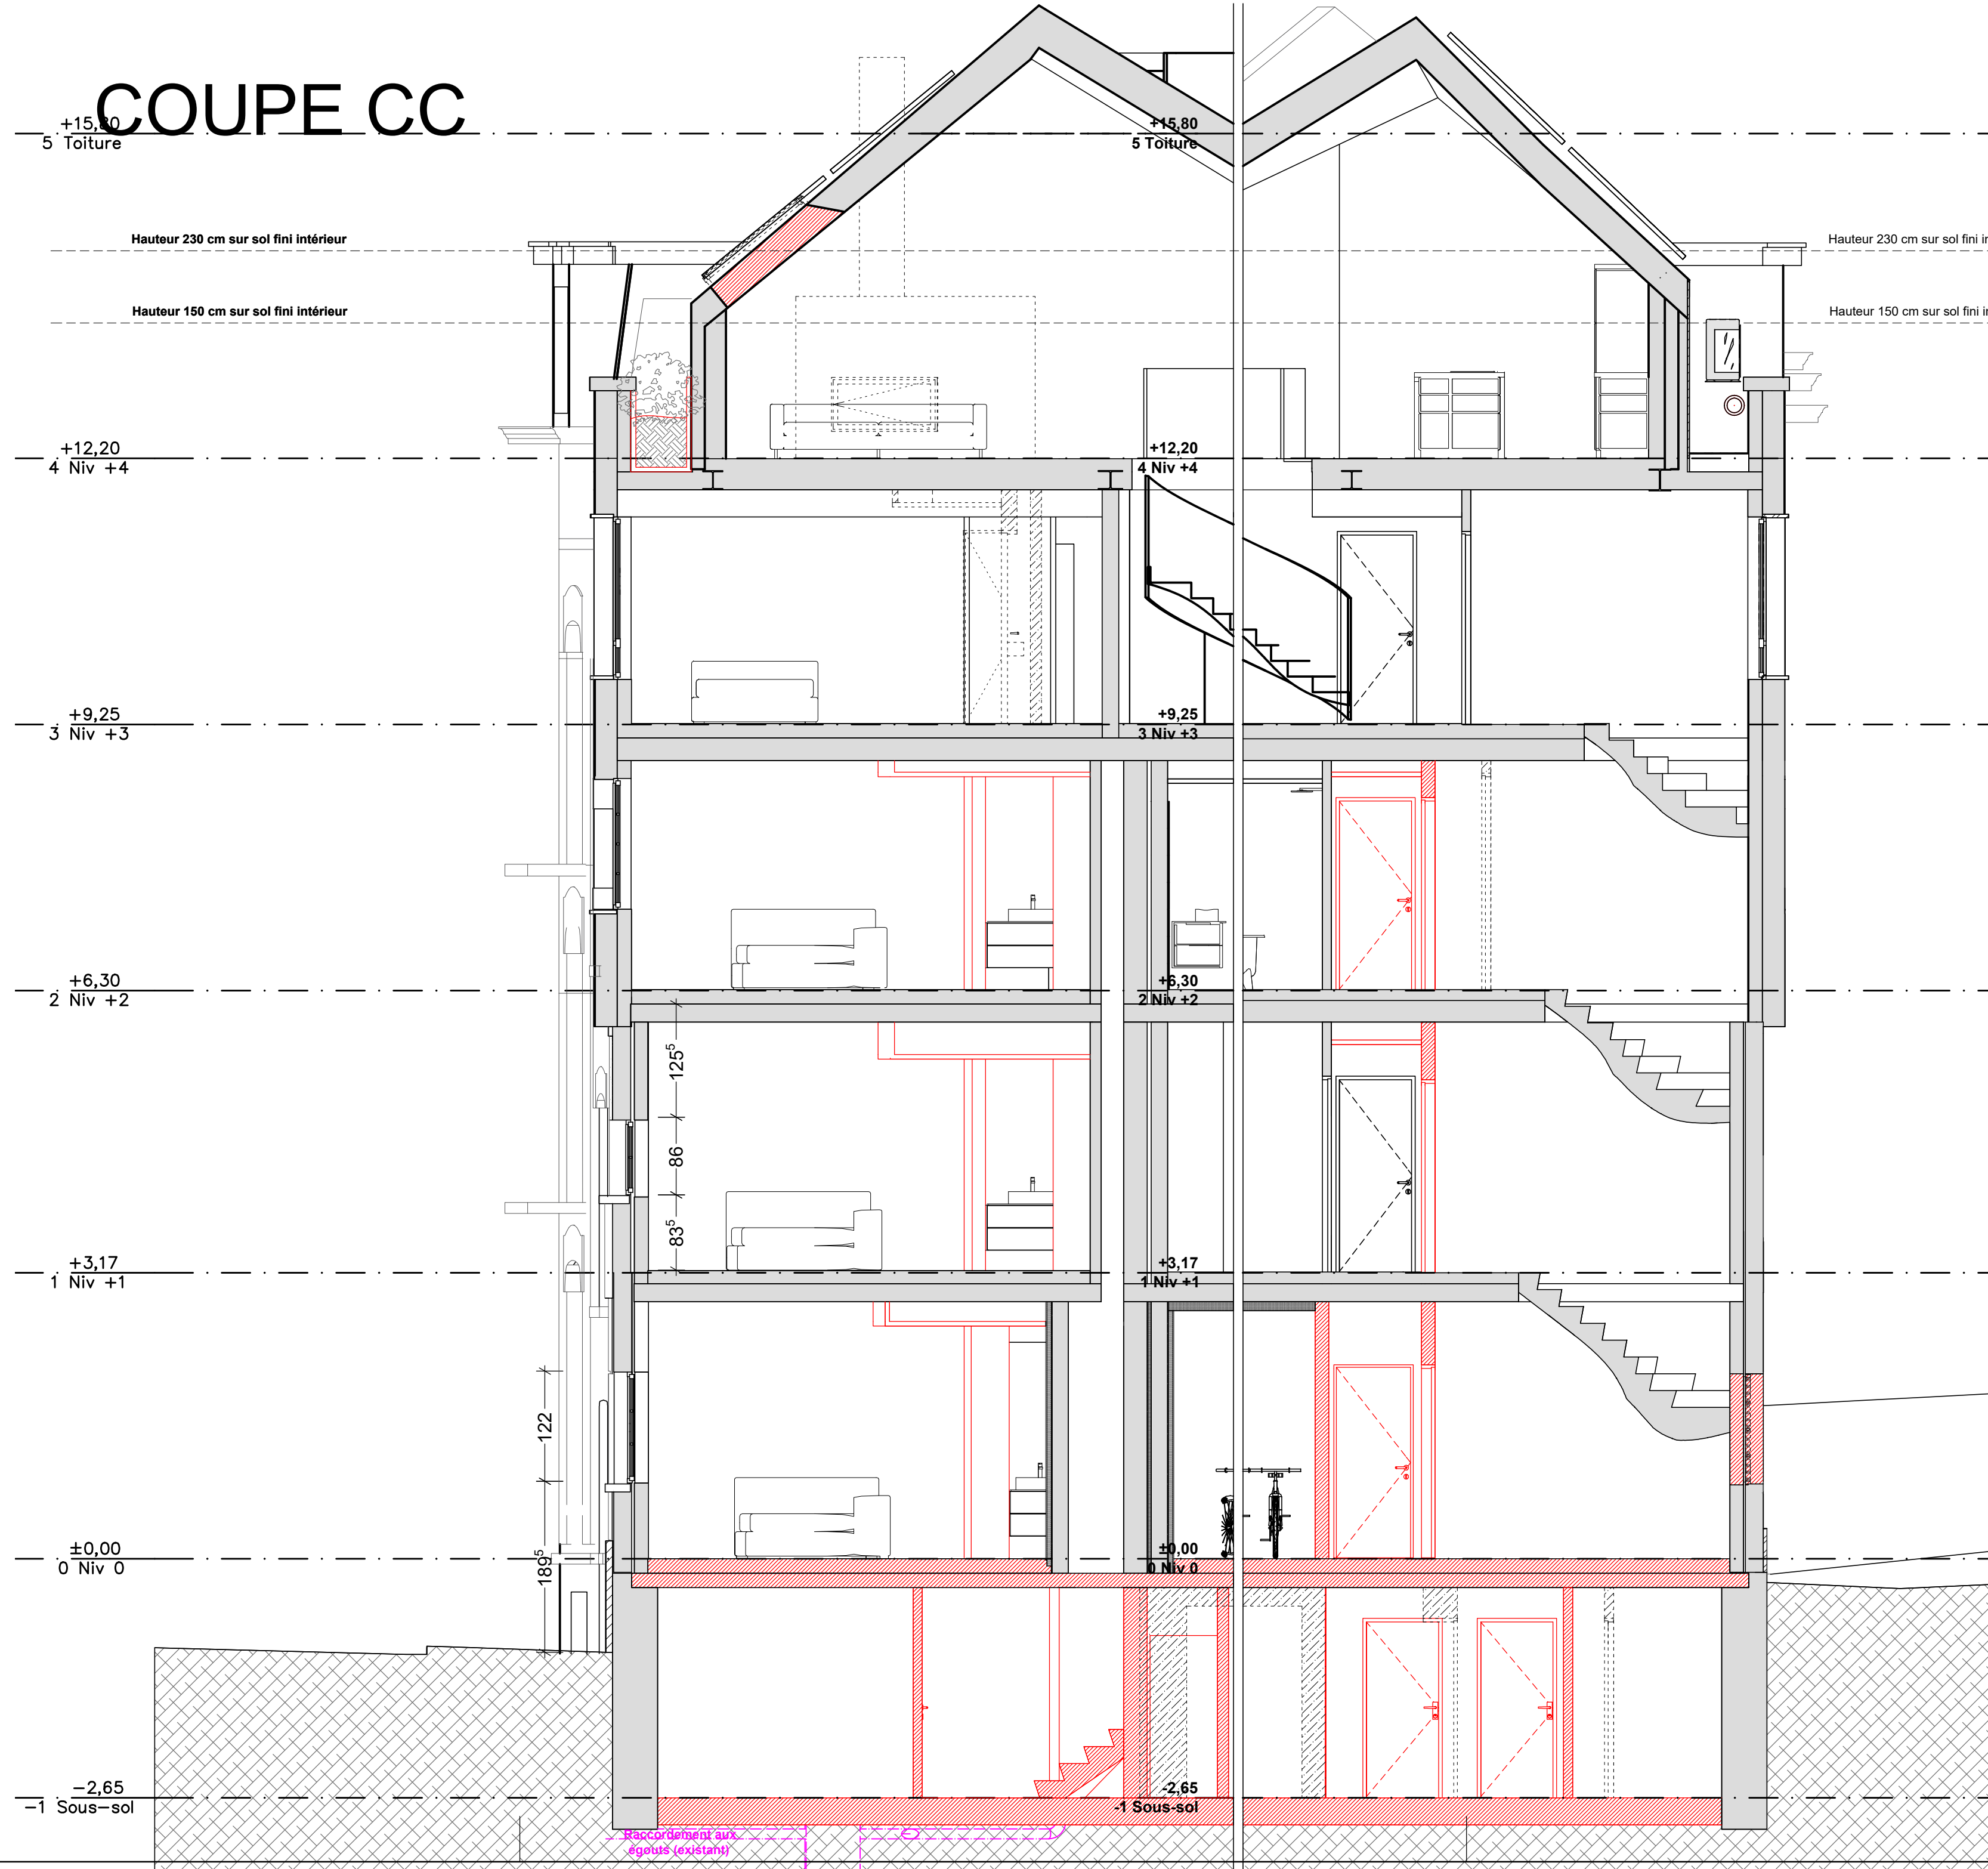 COUPE CC
+15,80
5 Toiture
+15,80
5 Toiture
Hauteur 230 cm sur sol fini intérieur
Hauteur 230 cm sur sol fini
Hauteur 150 cm sur sol fini intérieur
Hauteur 150 cm sur sol fini
+12,20
4 Niv +4
+12,20
4 Niv +4
+9,25
3 Niv +3
+9,25
3 Niv +3
+6,30
2 Niv +2
+6,30
2 Niv +2
125⁵
86
83⁵
+3,17
1 Niv +1
+3,17
1 Niv +1
122
189⁵
±0,00
0 Niv 0
±0,00
0 Niv 0
-2,65
-1 Sous-sol
-2,65
-1 Sous-sol
Raccordement aux
égouts (existant)